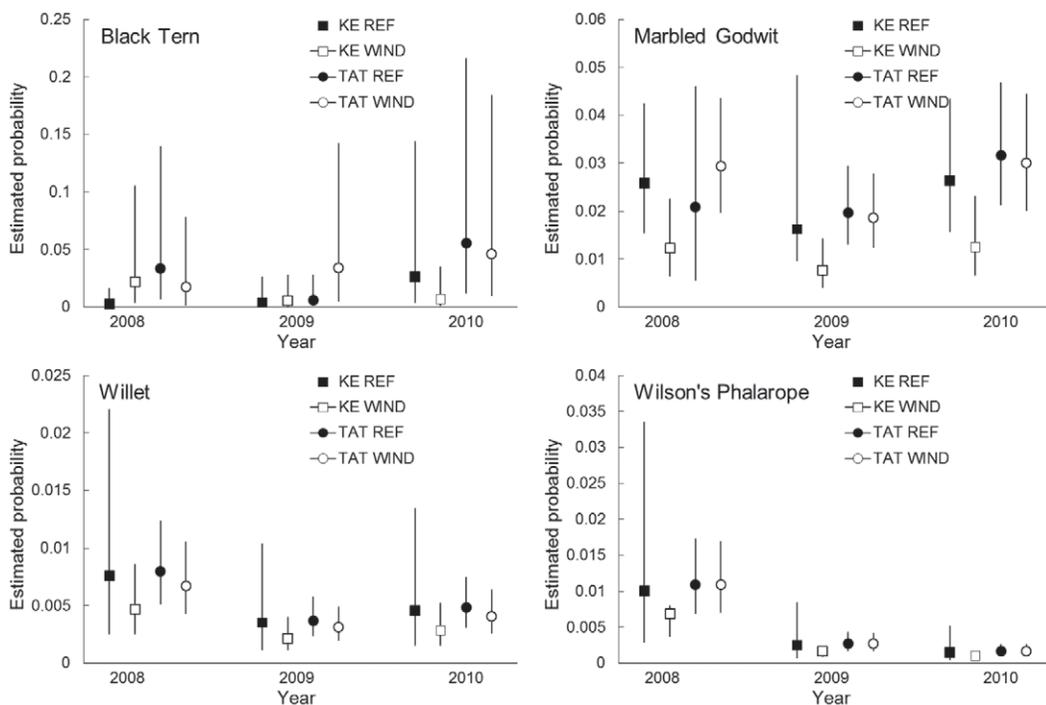 Black Tern
KE REF
KE WIND
TAT REF
TAT WIND
0.25
0.2
0.15
0.1
0.05
0
Estimated probability
2008
2009
2010
Year
Marbled Godwit
KE REF
KE WIND
TAT REF
TAT WIND
0.06
0.05
0.04
0.03
0.02
0.01
0
Estimated probability
2008
2009
2010
Year
Willet
KE REF
KE WIND
TAT REF
TAT WIND
0.025
0.02
0.015
0.01
0.005
0
Estimated probability
2008
2009
2010
Year
Wilson's Phalarope
KE REF
KE WIND
TAT REF
TAT WIND
0.04
0.035
0.03
0.025
0.02
0.015
0.01
0.005
0
Estimated probability
2008
2009
2010
Year